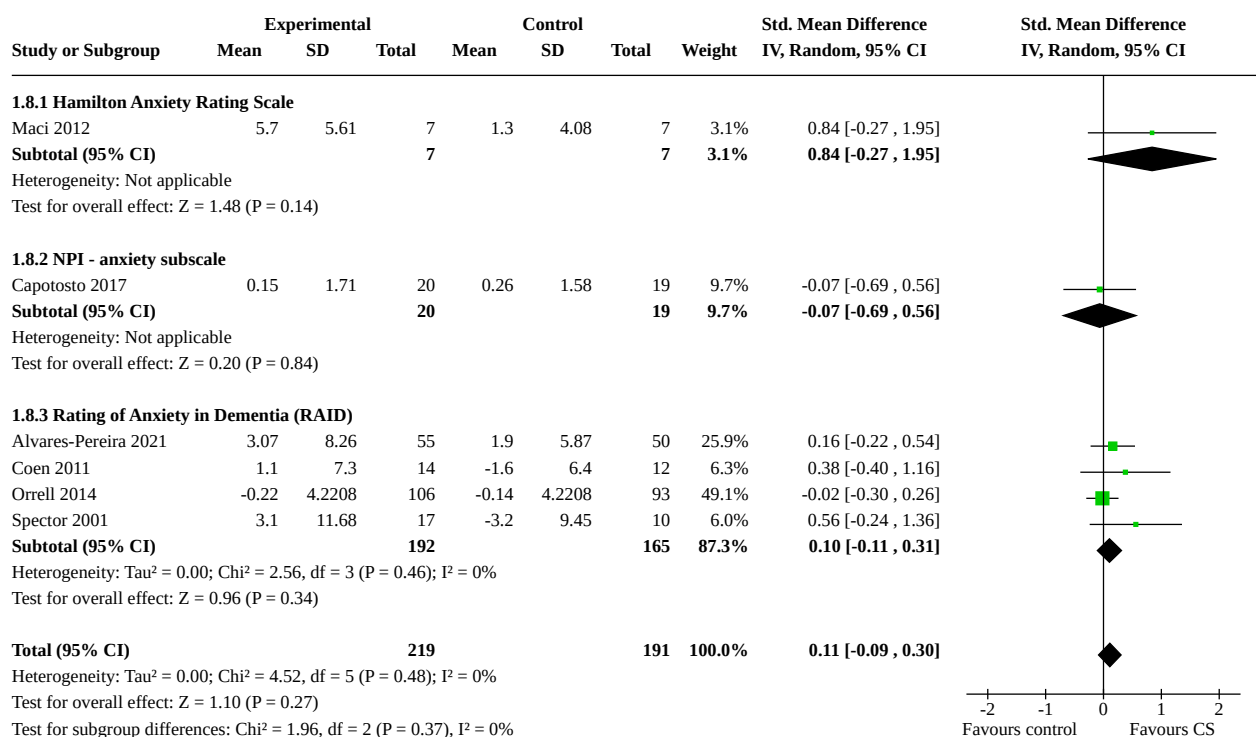 Experimental Control Std. Mean Difference Std. Mean Difference
Study or Subgroup Mean SD Total Mean SD Total Weight IV, Random, 95% CI IV, Random, 95% CI
1.8.1 Hamilton Anxiety Rating Scale
Maci 2012 5.7 5.61 7 1.3 4.08 7 3.1% 0.84 [-0.27 , 1.95]
Subtotal (95% CI) 7 7 3.1% 0.84 [-0.27 , 1.95]
Heterogeneity: Not applicable
Test for overall effect: Z = 1.48 (P = 0.14)
1.8.2 NPI - anxiety subscale
Capotosto 2017 0.15 1.71 20 0.26 1.58 19 9.7% -0.07 [-0.69 , 0.56]
Subtotal (95% CI) 20 19 9.7% -0.07 [-0.69 , 0.56]
Heterogeneity: Not applicable
Test for overall effect: Z = 0.20 (P = 0.84)
1.8.3 Rating of Anxiety in Dementia (RAID)
Alvares-Pereira 2021 3.07 8.26 55 1.9 5.87 50 25.9% 0.16 [-0.22 , 0.54]
Coen 2011 1.1 7.3 14 -1.6 6.4 12 6.3% 0.38 [-0.40 , 1.16]
Orrell 2014 -0.22 4.2208 106 -0.14 4.2208 93 49.1% -0.02 [-0.30 , 0.26]
Spector 2001 3.1 11.68 17 -3.2 9.45 10 6.0% 0.56 [-0.24 , 1.36]
Subtotal (95% CI) 192 165 87.3% 0.10 [-0.11 , 0.31]
Heterogeneity: Tau² = 0.00; Chi² = 2.56, df = 3 (P = 0.46); I² = 0%
Test for overall effect: Z = 0.96 (P = 0.34)
Total (95% CI) 219 191 100.0% 0.11 [-0.09 , 0.30]
Heterogeneity: Tau² = 0.00; Chi² = 4.52, df = 5 (P = 0.48); I² = 0%
Test for overall effect: Z = 1.10 (P = 0.27)
-2 -1 0 1 2
Test for subgroup differences: Chi² = 1.96, df = 2 (P = 0.37), I² = 0%
Favours control Favours CS